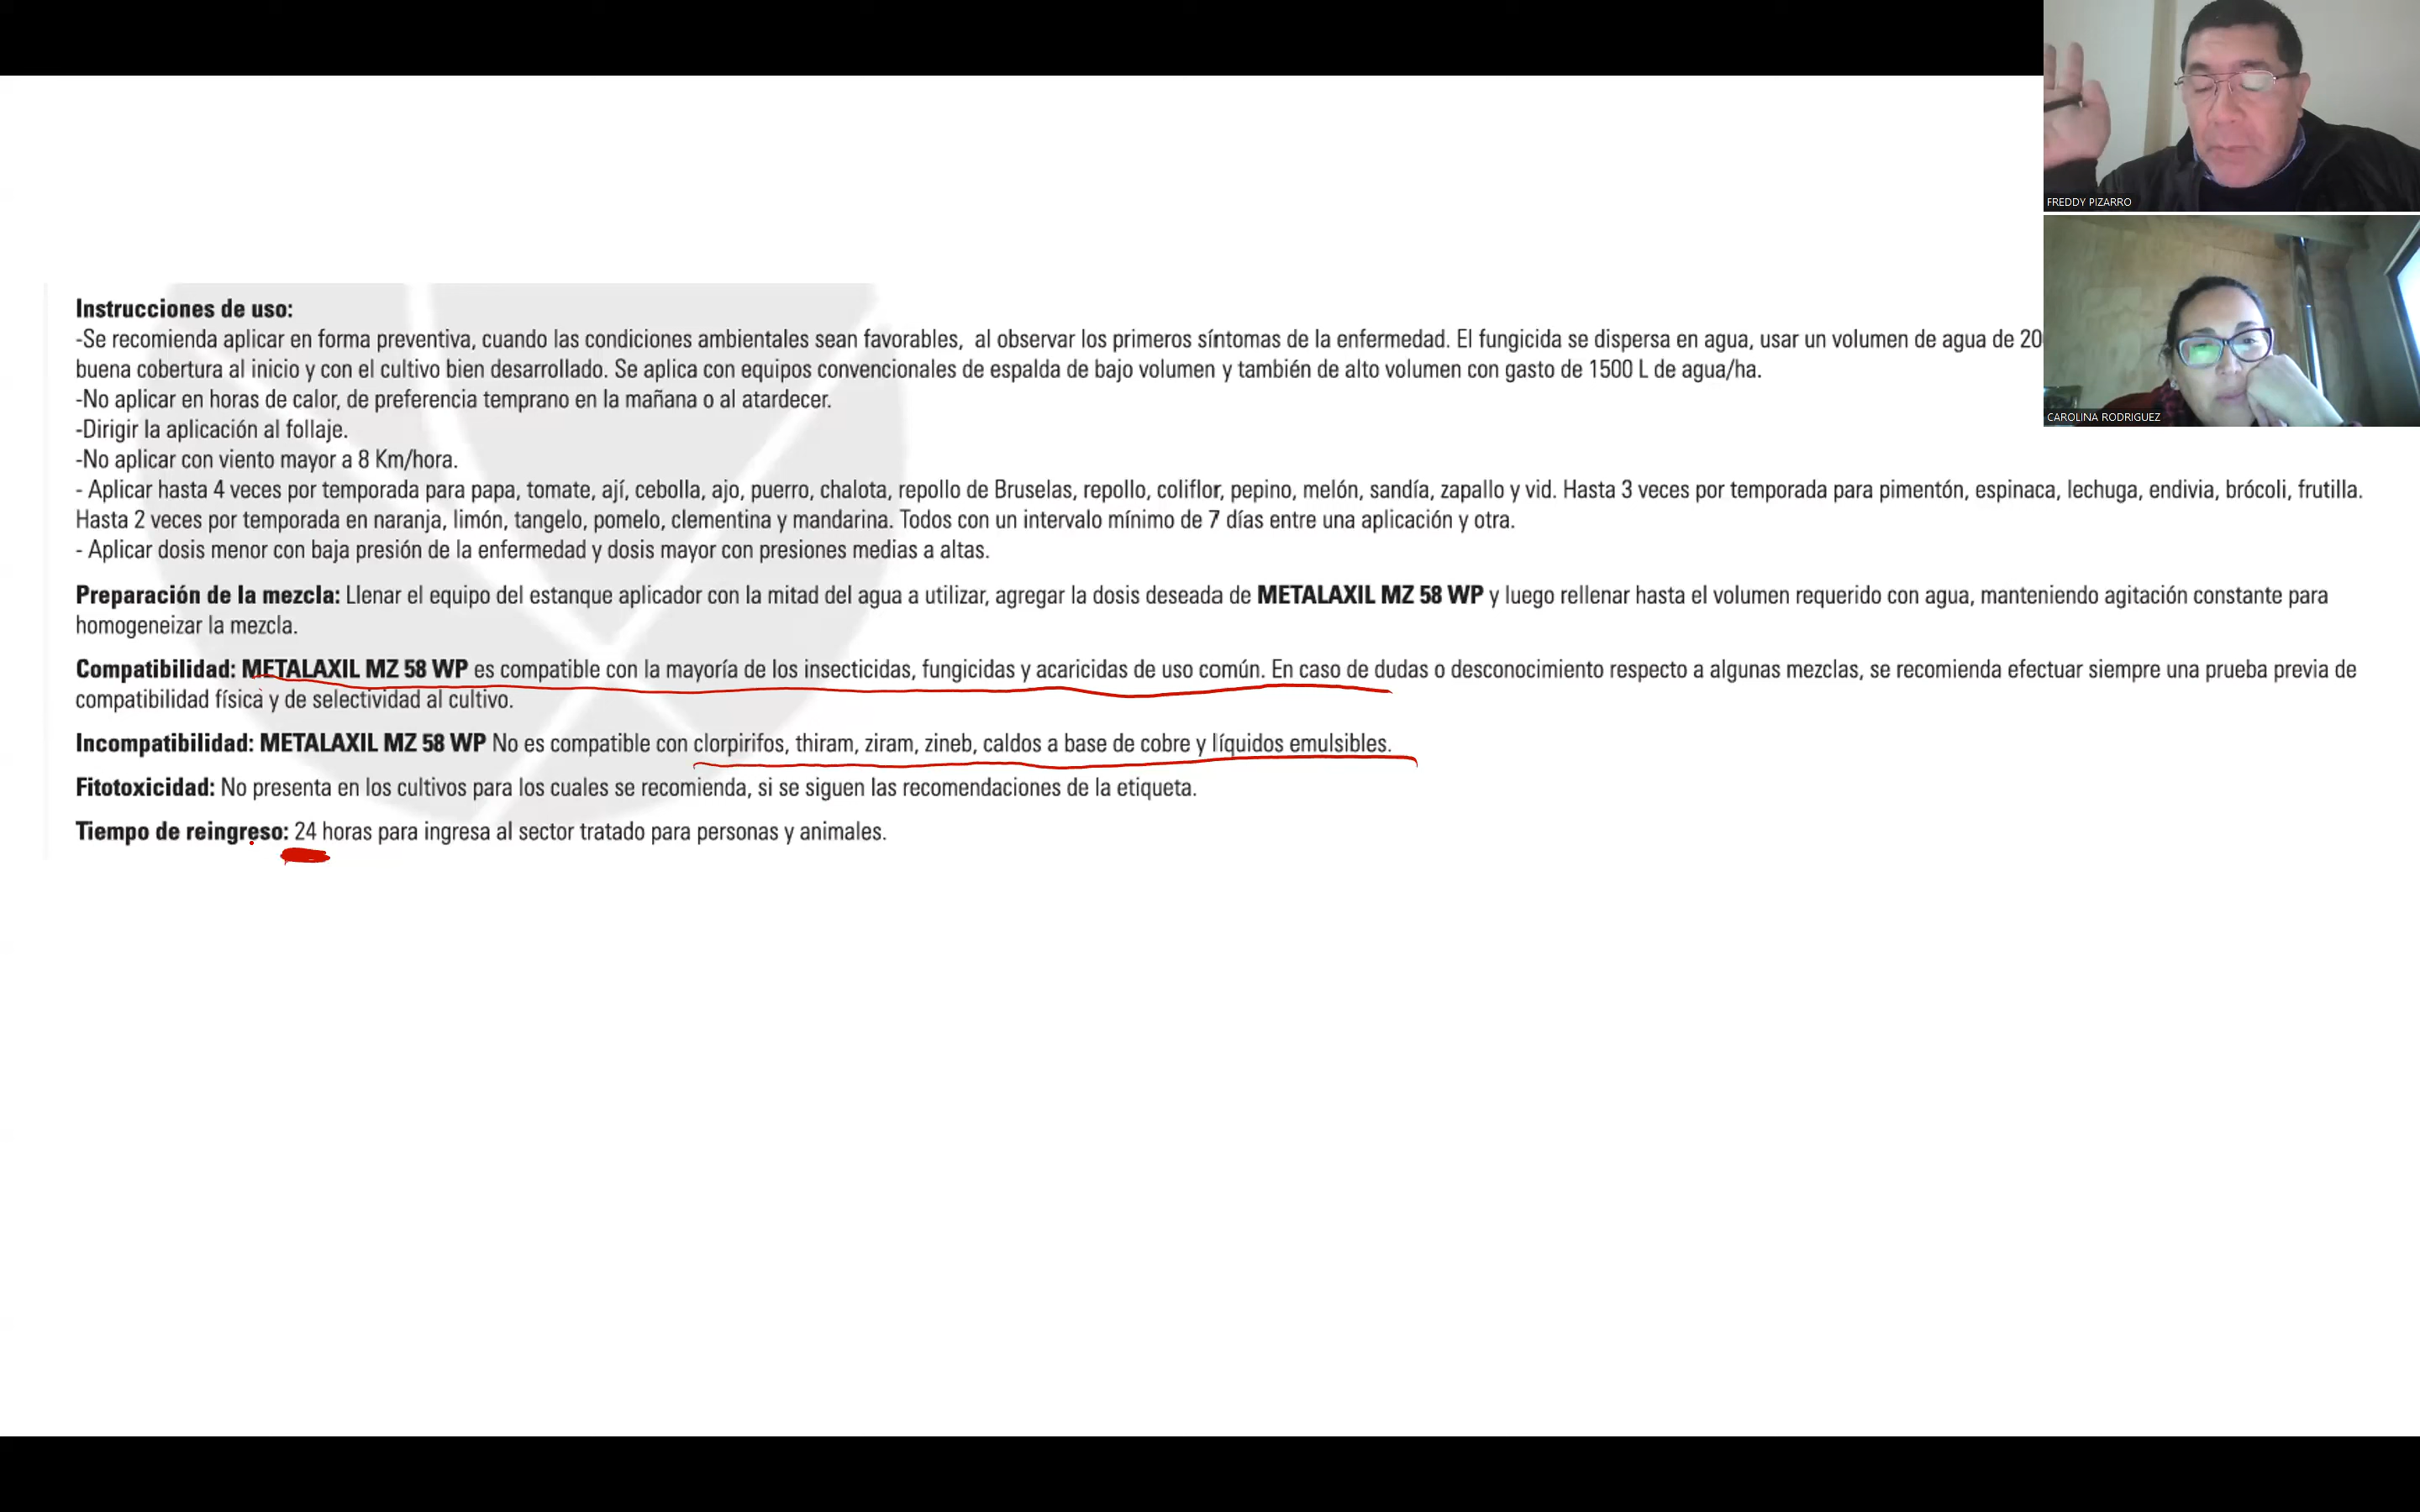 Instrucciones de uso:
-Se recomienda aplicar en forma preventiva, cuando las condiciones ambientales sean favorables, al observar los primeros síntomas de la enfermedad. El fungicida se dispersa en agua, usar un volumen de agua de 20
buena cobertura al inicio y con el cultivo bien desarrollado. Se aplica con equipos convencionales de espalda de bajo volumen y también de alto volumen con gasto de 1500 L de agua/ha.
-No aplicar en horas de calor, de preferencia temprano en la mañana o al atardecer.
-Dirigir la aplicación al follaje.
-No aplicar con viento mayor a 8 Km/hora.
- Aplicar hasta 4 veces por temporada para papa, tomate, ají, cebolla, ajo, puerro, chalota, repollo de Bruselas, repollo, coliflor, pepino, melón, sandía, zapallo y vid. Hasta 3 veces por temporada para pimentón, espinaca, lechuga, endivia, brócoli, frutilla.
Hasta 2 veces por temporada en naranja, limón, tangelo, pomelo, clementina y mandarina. Todos con un intervalo mínimo de 7 días entre una aplicación y otra.
- Aplicar dosis menor con baja presión de la enfermedad y dosis mayor con presiones medias a altas.
Preparación de la mezcla: Llenar el equipo del estanque aplicador con la mitad del agua a utilizar, agregar la dosis deseada de METALAXIL MZ 58 WP y luego rellenar hasta el volumen requerido con agua, manteniendo agitación constante para
homogeneizar la mezcla.
Compatibilidad: METALAXIL MZ 58 WP es compatible con la mayoría de los insecticidas, fungicidas y acaricidas de uso común. En caso de dudas o desconocimiento respecto a algunas mezclas, se recomienda efectuar siempre una prueba previa de
compatibilidad física y de selectividad al cultivo.
Incompatibilidad: METALAXIL MZ 58 WP No es compatible con clorpirifos, thiram, ziram, zineb, caldos a base de cobre y líquidos emulsibles.
Fitotoxicidad: No presenta en los cultivos para los cuales se recomienda, si se siguen las recomendaciones de la etiqueta.
Tiempo de reingreso: 24 horas para ingresa al sector tratado para personas y animales.
FREDDY PIZARRO
CAROLINA RODRIGUEZ